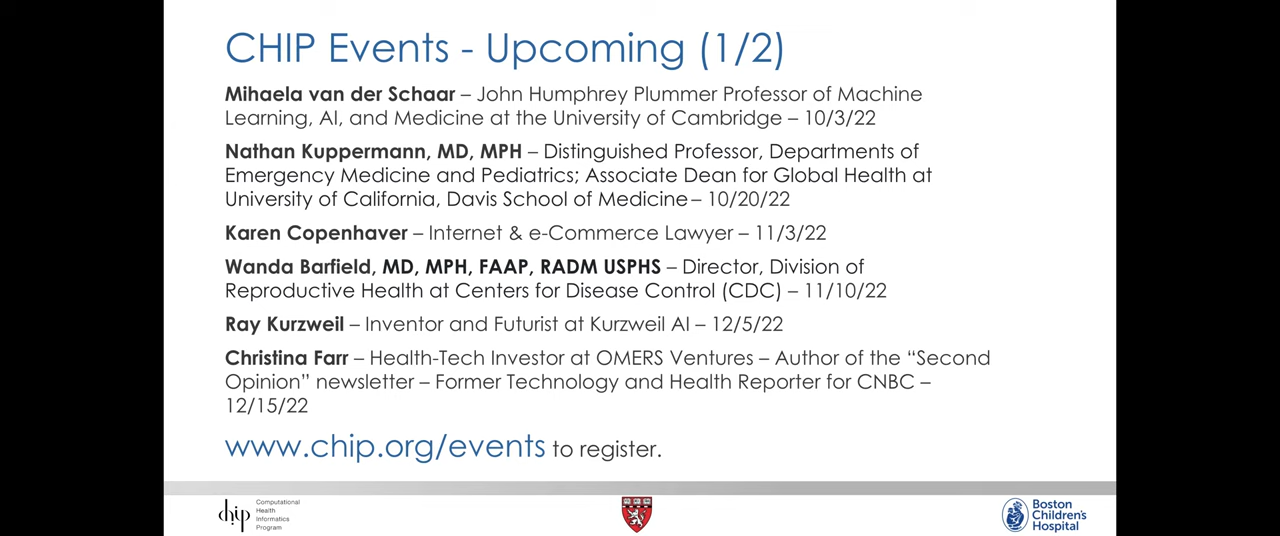 CHIP Events - Upcoming (1/2)
Mihaela van der Schaar – John Humphrey Plummer Professor of Machine
Learning, AI, and Medicine at the University of Cambridge – 10/3/22
Nathan Kuppermann, MD, MPH – Distinguished Professor, Departments of
Emergency Medicine and Pediatrics; Associate Dean for Global Health at
University of California, Davis School of Medicine – 10/20/22
Karen Copenhaver – Internet & e-Commerce Lawyer – 11/3/22
Wanda Barfield, MD, MPH, FAAP, RADM USPHS – Director, Division of
Reproductive Health at Centers for Disease Control (CDC) – 11/10/22
Ray Kurzweil – Inventor and Futurist at Kurzweil AI – 12/5/22
Christina Farr – Health-Tech Investor at OMERS Ventures – Author of the “Second
Opinion” newsletter – Former Technology and Health Reporter for CNBC –
12/15/22
www.chip.org/events to register.
chip
Computational
Health
Informatics
Program
Boston
Children's
Hospital